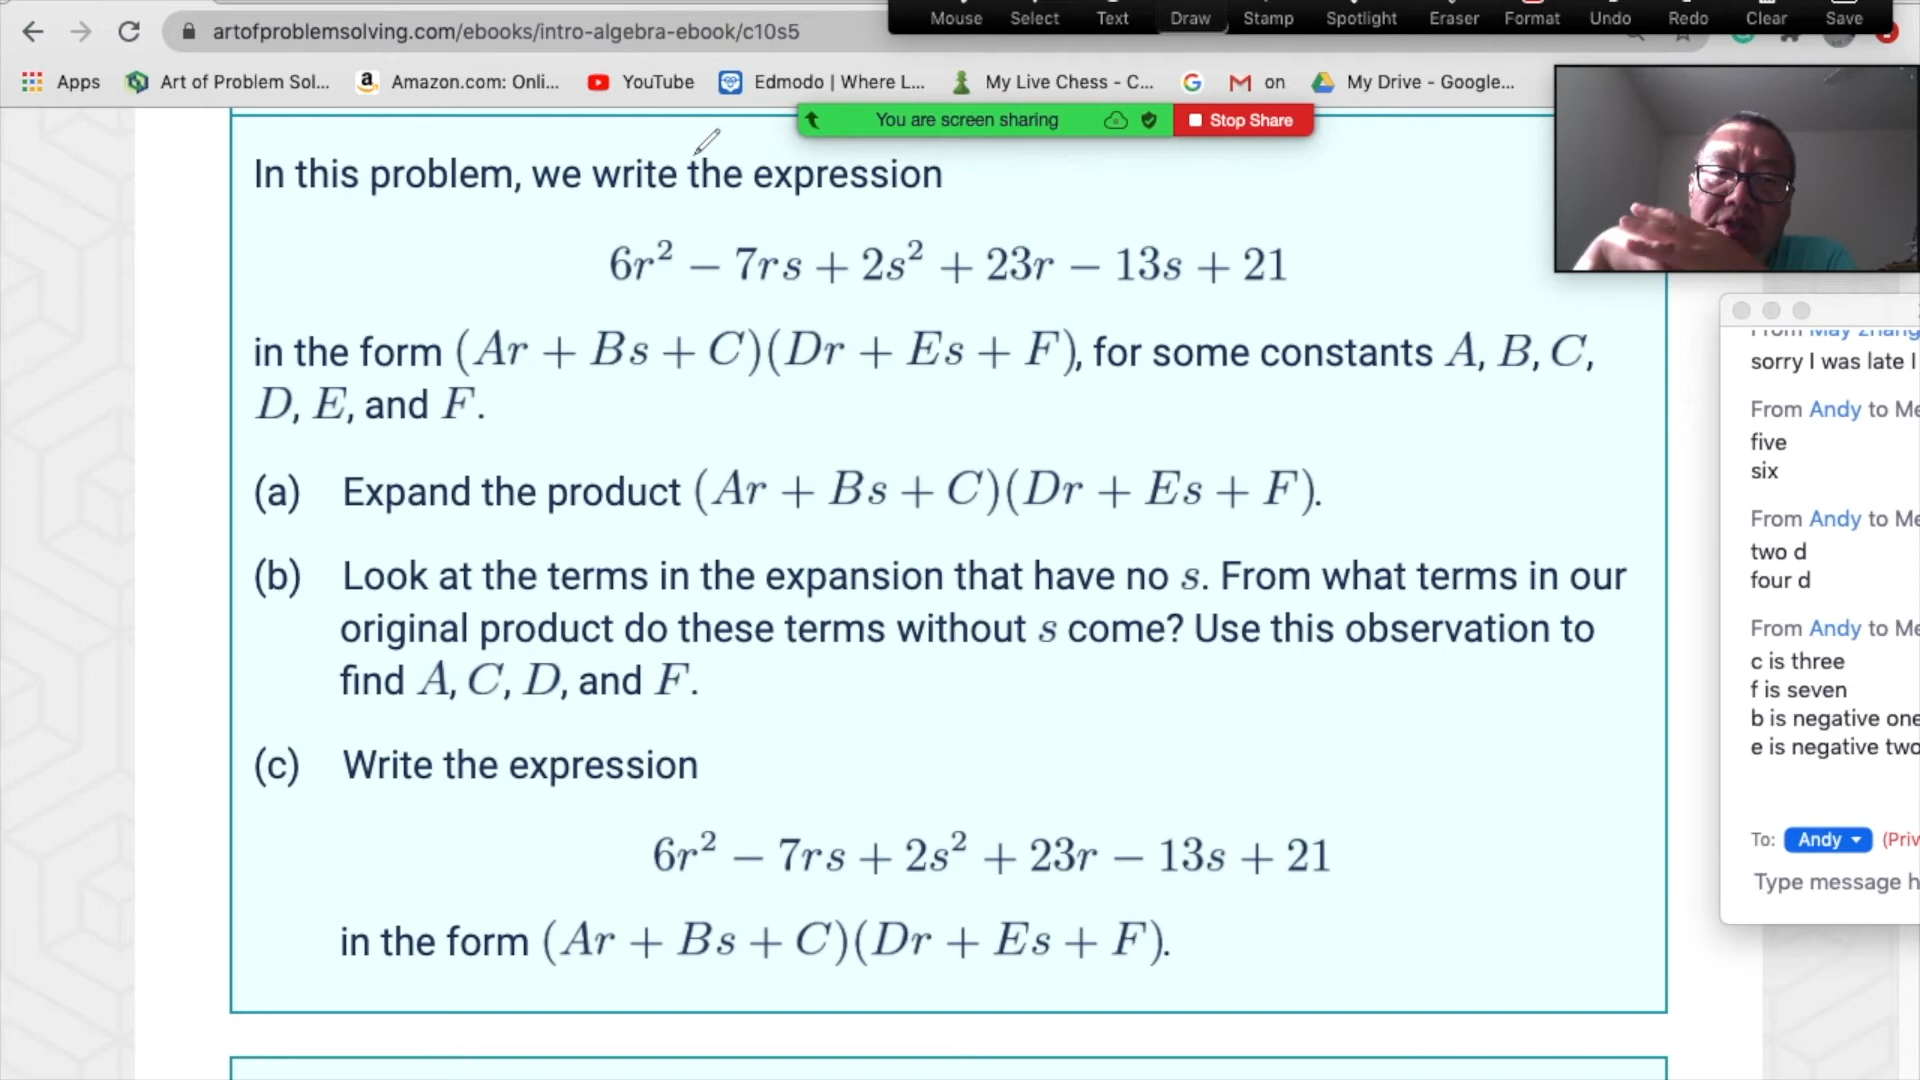 Mouse Select Text Draw Stamp Spotlight Eraser Format Undo Redo Clear Save
artofproblemsolving.com/ebooks/intro-algebra-ebook/c10s5
Apps Art of Problem Sol... Amazon.com: Onli... YouTube Edmodo | Where L... My Live Chess - C... on My Drive - Google...
You are screen sharing Stop Share
In this problem, we write the expression
6r² − 7rs + 2s² + 23r − 13s + 21
in the form (Ar + Bs + C)(Dr + Es + F), for some constants A, B, C,
D, E, and F.
(a) Expand the product (Ar + Bs + C)(Dr + Es + F).
(b) Look at the terms in the expansion that have no s. From what terms in our
original product do these terms without s come? Use this observation to
find A, C, D, and F.
(c) Write the expression
6r² − 7rs + 2s² + 23r − 13s + 21
in the form (Ar + Bs + C)(Dr + Es + F).
From May Zhang
sorry I was late I
From Andy to Me
five
six
From Andy to Me
two d
four d
From Andy to Me
c is three
f is seven
b is negative one
e is negative two
To: Andy (Priv
Type message h